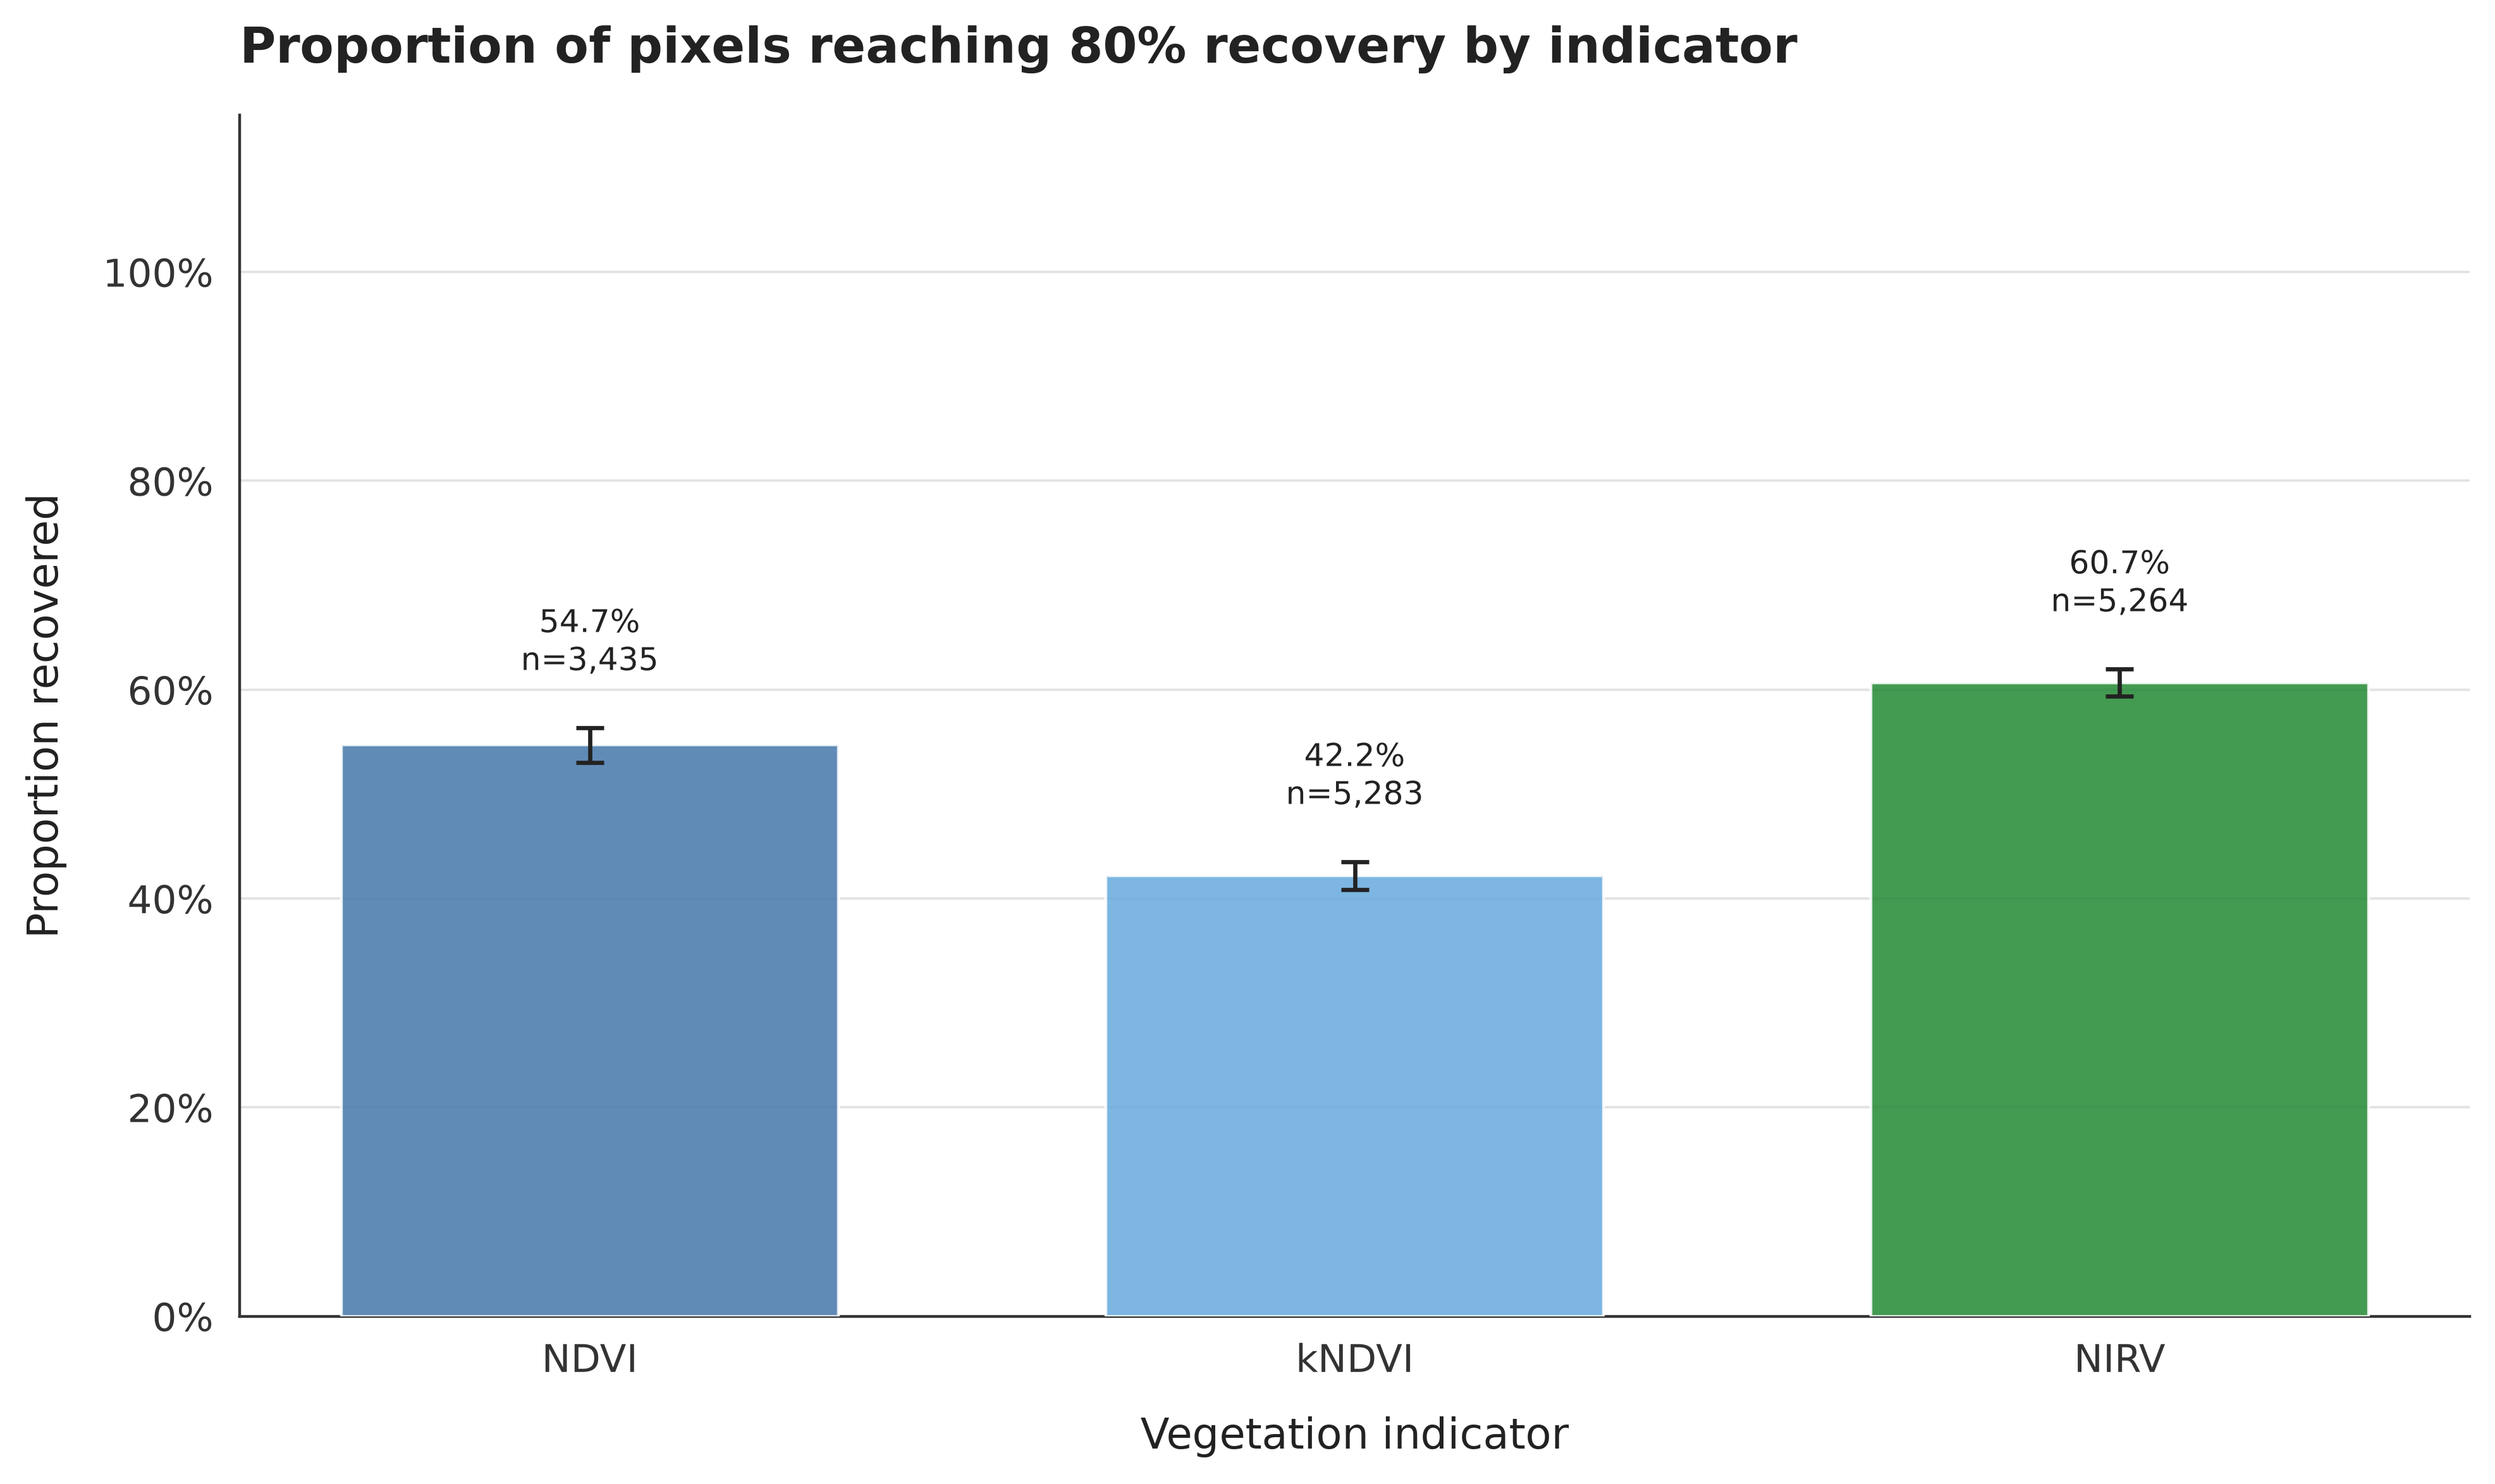 Proportion of pixels reaching 80% recovery by indicator
Proportion recovered
100%
80%
60%
40%
20%
0%
54.7%
n=3,435
42.2%
n=5,283
60.7%
n=5,264
NDVI
kNDVI
NIRV
Vegetation indicator